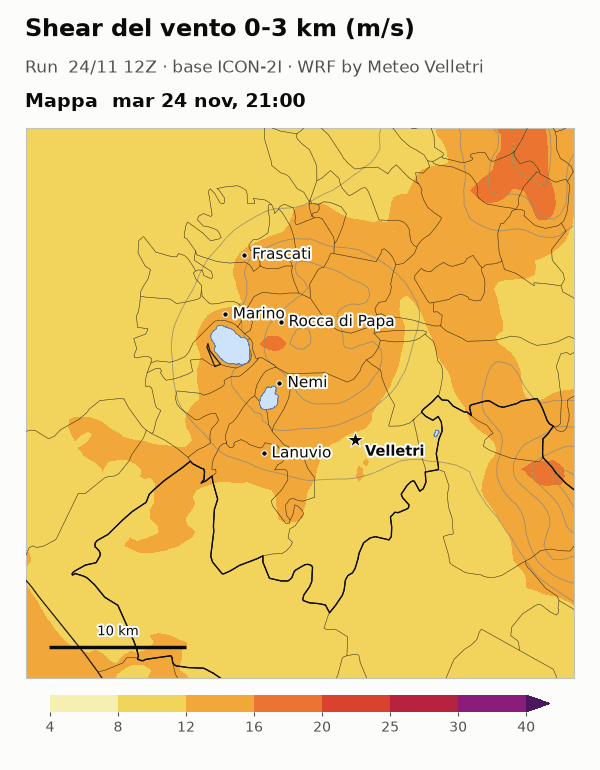 Shear del vento 0-3 km (m/s)
Run  24/11 12Z · base ICON-2I · WRF by Meteo Velletri
Mappa  mar 24 nov, 21:00
Frascati
Marino
Rocca di Papa
Nemi
Velletri
Lanuvio
10 km
4 8 12 16 20 25 30 40